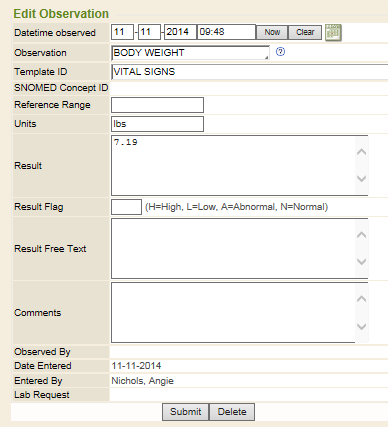 Edit Observation
Datetime observed 11 - 11 - 2014 09:48 Now Clear
Observation BODY WEIGHT ?
Template ID VITAL SIGNS
SNOMED Concept ID
Reference Range
Units lbs
Result 7.19
Result Flag (H=High, L=Low, A=Abnormal, N=Normal)
Result Free Text
Comments
Observed By
Date Entered 11-11-2014
Entered By Nichols, Angie
Lab Request
Submit Delete